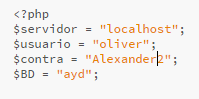 <?php
$servidor = "localhost";
$usuario = "oliver";
$contra = "Alexander2";
$BD = "ayd";